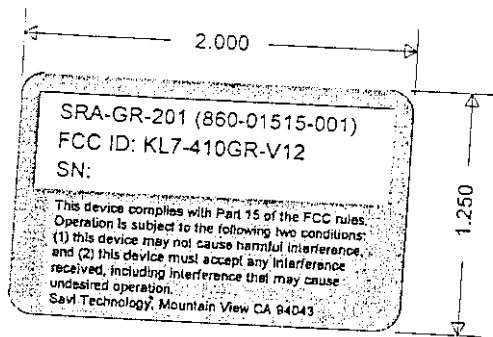 2.000
SRA-GR-201 (860-01515-001)
FCC ID: KL7-410GR-V12
SN:
This device complies with Part 15 of the FCC rules.
Operation is subject to the following two conditions:
(1) this device may not cause harmful interference,
and (2) this device must accept any interference
received, including interference that may cause
undesired operation.
Savi Technology, Mountain View CA 94043
1.250